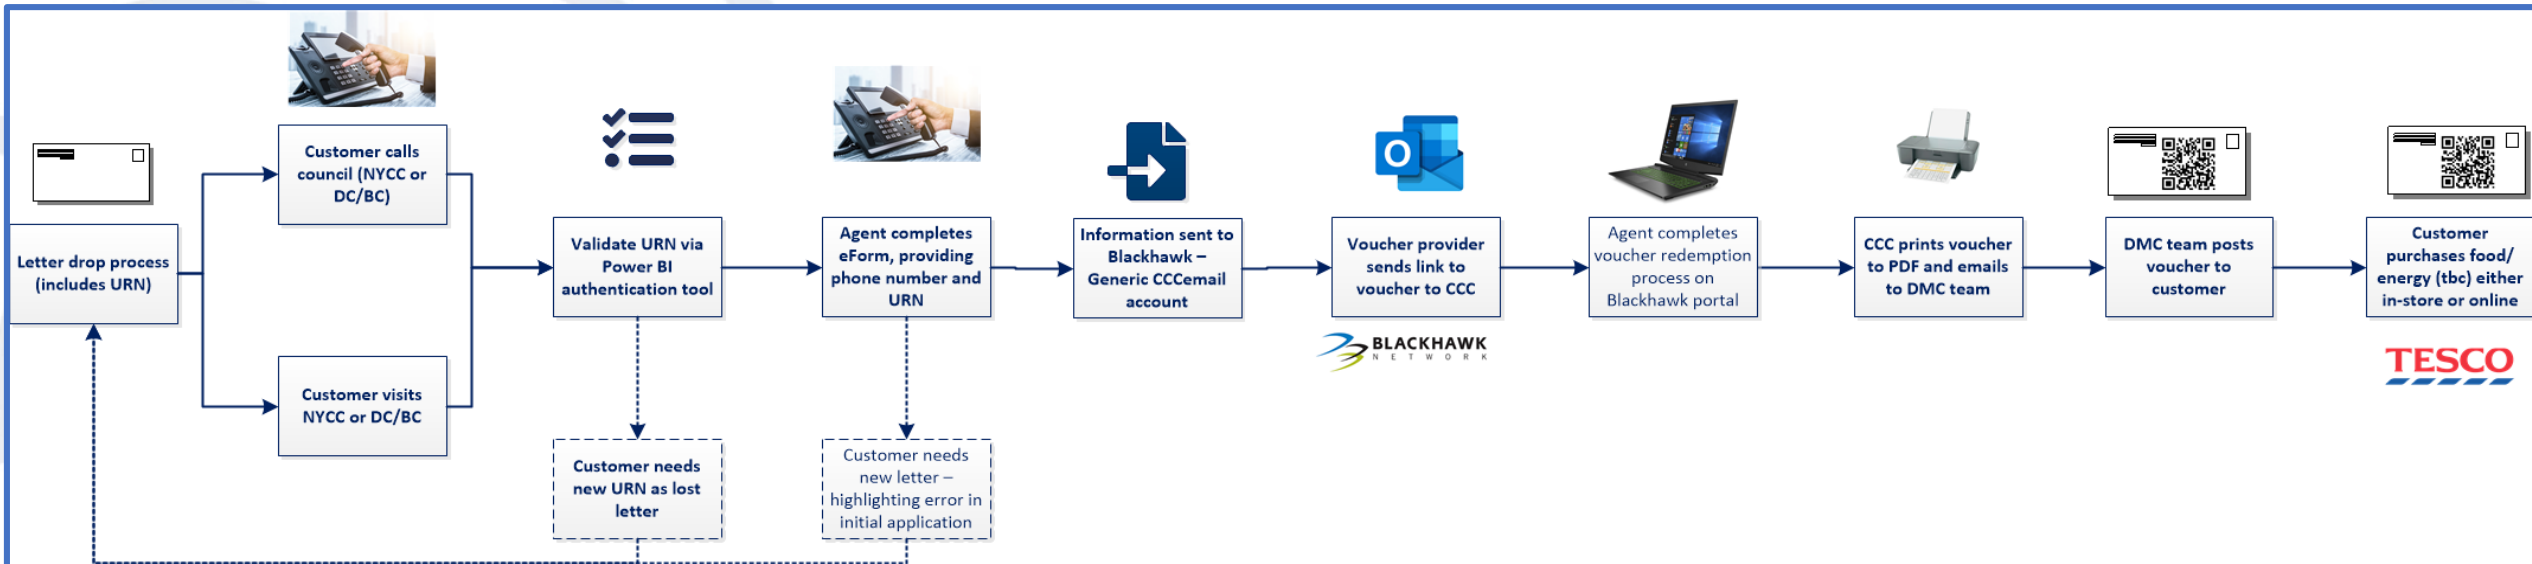 Letter drop process
(includes URN)
Customer calls
council (NYCC or
DC/BC)
Customer visits
NYCC or DC/BC
Validate URN via
Power BI
authentication tool
Customer needs
new URN as lost
letter
Agent completes
eForm, providing
phone number and
URN
Customer needs
new letter –
highlighting error in
initial application
Information sent to
Blackhawk –
Generic CCCemail
account
O
Voucher provider
sends link to
voucher to CCC
BLACKHAWK
NETWORK
Agent completes
voucher redemption
process on
Blackhawk portal
CCC prints voucher
to PDF and emails
to DMC team
DMC team posts
voucher to
customer
Customer
purchases food/
energy (tbc) either
in-store or online
TESCO